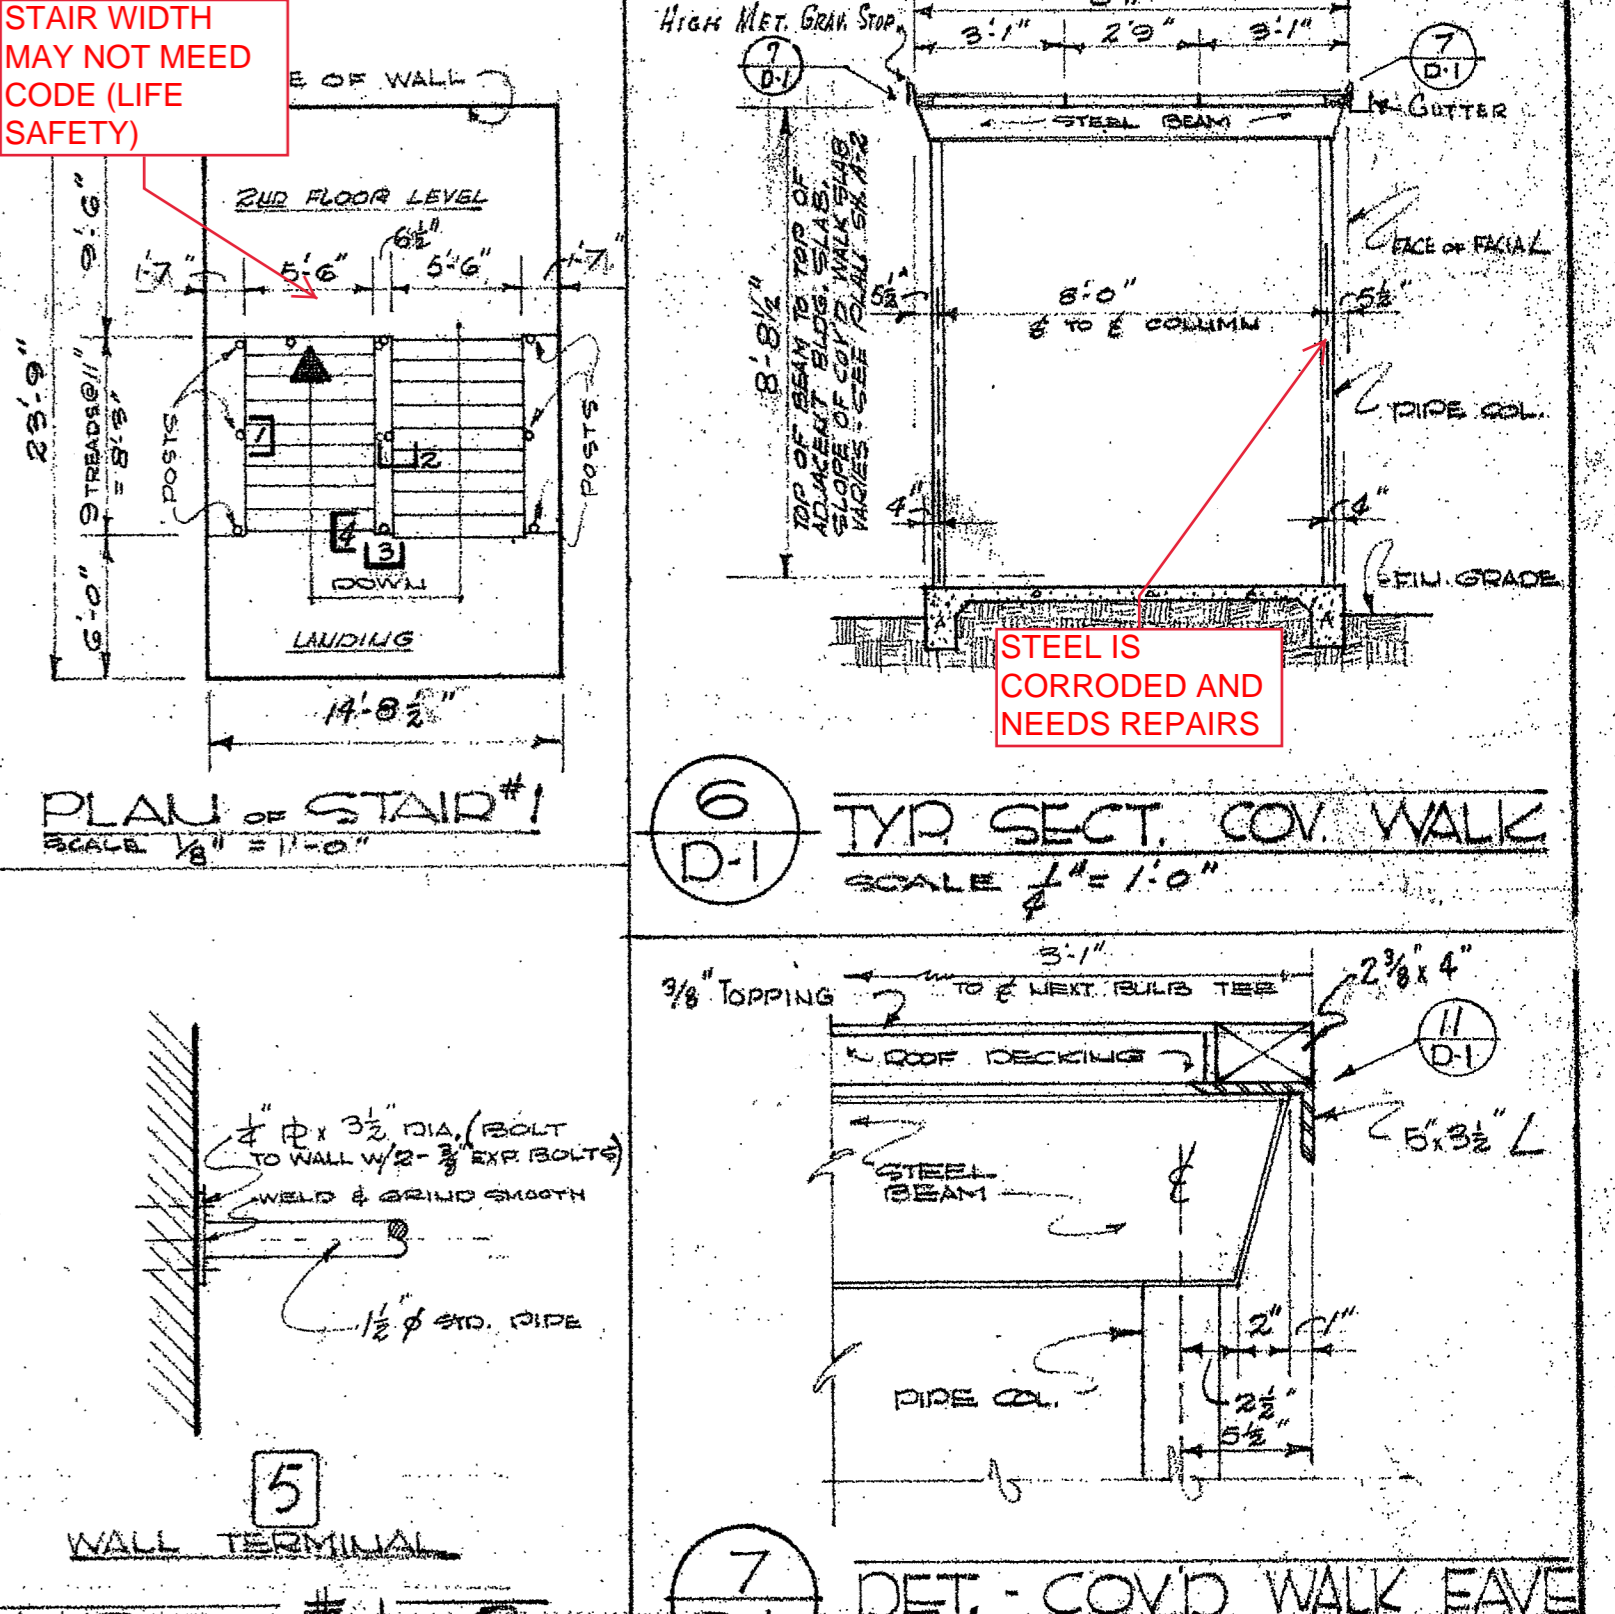 STAIR WIDTH
MAY NOT MEED
CODE (LIFE
SAFETY)
E OF WALL
2ND FLOOR LEVEL
6½"
1'-7"
5'-6"
5'-6"
1'-7"
9'-6"
23'-9"
9 TREADS @ 11"
= 8'-3"
6'-0"
POSTS
POSTS
1
2
4
3
DOWN
LANDING
14'-8½"
PLAN OF STAIR #1
SCALE 1/8" = 1'-0"
HIGH MET. GRAV. STOP
3'-1"
2'9"
3'-1"
7
D-1
7
D-1
GUTTER
STEEL BEAM
8'-8½"
TOP OF BEAM TO TOP OF
ADJACENT BLDG. SLAB.
SLOPE OF COV'D WALK SLAB
VARIES - SEE PLAN SH. A-2
FACE OF FACIA L
5½"
8'-0"
5½"
℄ TO ℄ COLUMN
PIPE COL.
4"
4"
FIN. GRADE
STEEL IS
CORRODED AND
NEEDS REPAIRS
6
D-1
TYP. SECT. COV. WALK
SCALE ¼" = 1'-0"
¼" ⅊ x 3½" DIA. (BOLT
TO WALL W/2-⅜" EXP. BOLTS)
WELD & GRIND SMOOTH
1½" ø STD. PIPE
5
WALL TERMINAL
3'-1"
TO ℄ NEXT BULB TEE
3/8" TOPPING
2 3/8" x 4"
ROOF DECKING
11
D-1
5"x3½" L
STEEL
BEAM
℄
2"
1"
PIPE COL.
2½"
5½"
7
DET. - COV'D WALK EAVE